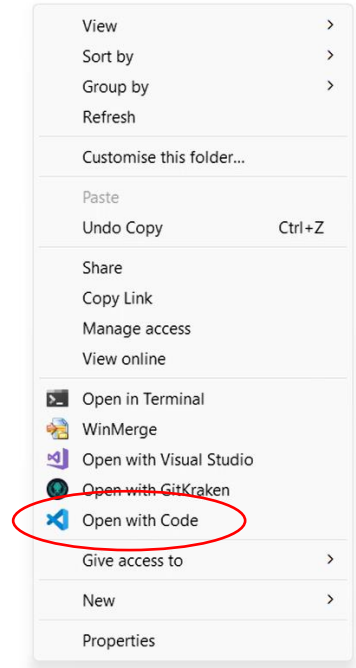 View
Sort by
Group by
Refresh
Customise this folder...
Paste
Undo Copy Ctrl+Z
Share
Copy Link
Manage access
View online
Open in Terminal
WinMerge
Open with Visual Studio
Open with GitKraken
Open with Code
Give access to
New
Properties